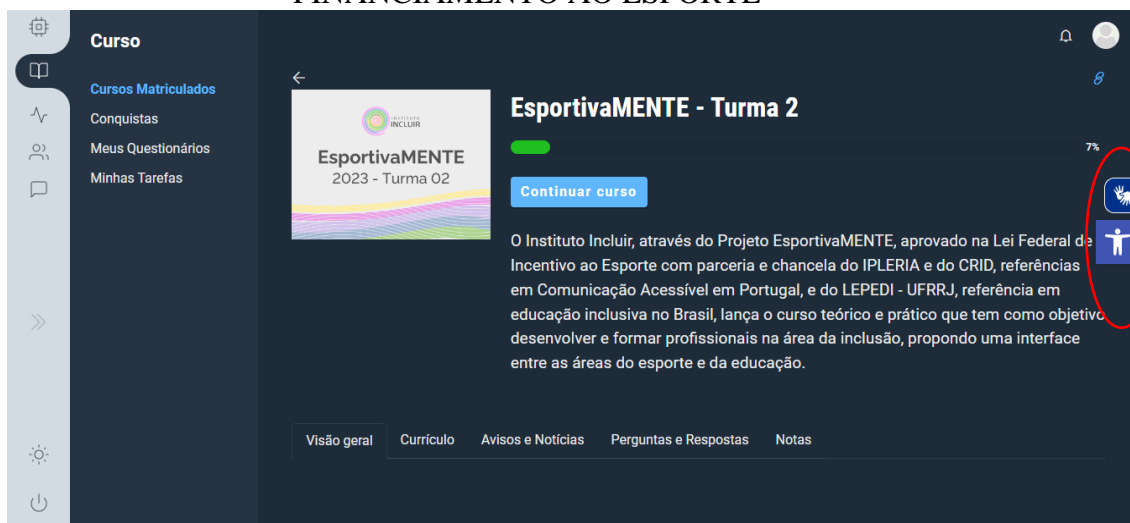 FINANCIAMENTO AO ESPORTE
Curso
Cursos Matriculados
Conquistas
Meus Questionários
Minhas Tarefas
INSTITUTO
INCLUIR
EsportivaMENTE
2023 - Turma 02
EsportivaMENTE - Turma 2
7%
Continuar curso
O Instituto Incluir, através do Projeto EsportivaMENTE, aprovado na Lei Federal de
Incentivo ao Esporte com parceria e chancela do IPLERIA e do CRID, referências
em Comunicação Acessível em Portugal, e do LEPEDI - UFRRJ, referência em
educação inclusiva no Brasil, lança o curso teórico e prático que tem como objetivo
desenvolver e formar profissionais na área da inclusão, propondo uma interface
entre as áreas do esporte e da educação.
Visão geral Currículo Avisos e Notícias Perguntas e Respostas Notas